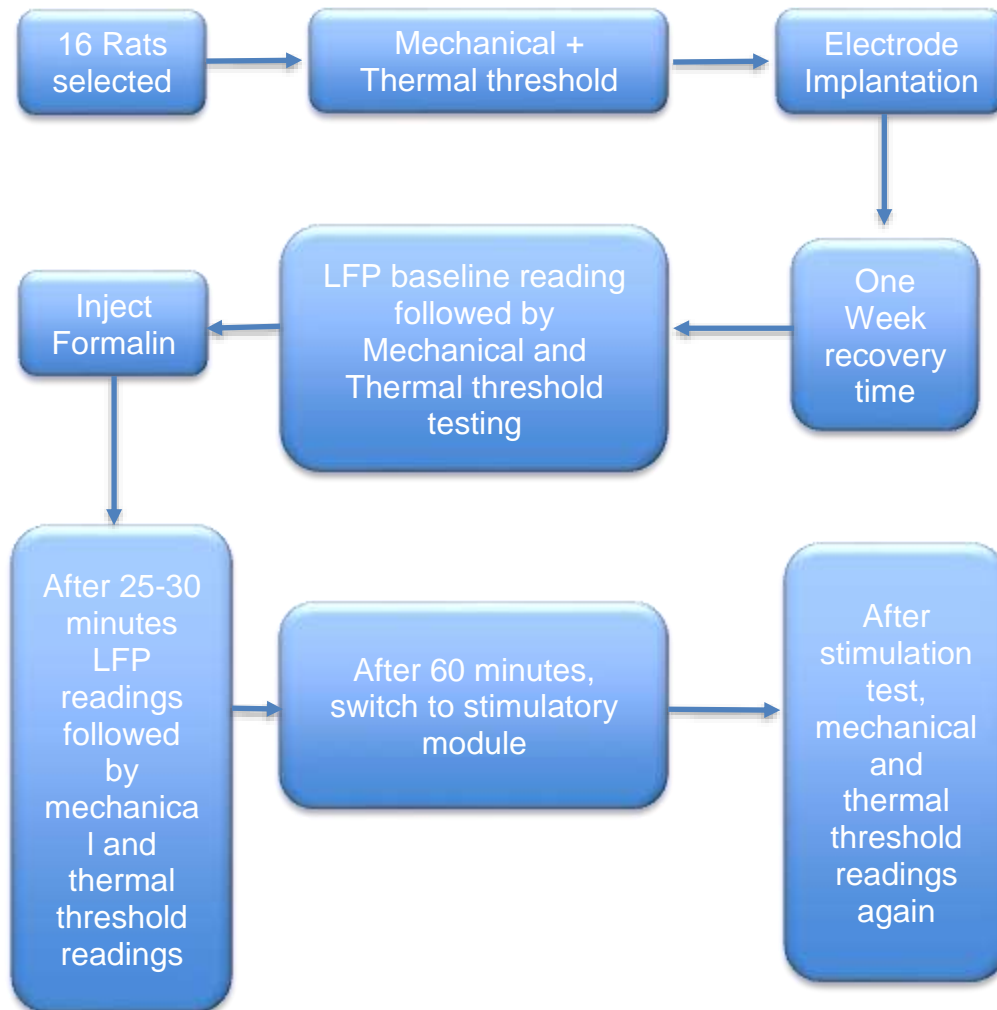 16 Rats
selected
Mechanical +
Thermal threshold
Electrode
Implantation
One
Week
recovery
time
LFP baseline reading
followed by
Mechanical and
Thermal threshold
testing
Inject
Formalin
After 25-30
minutes
LFP
readings
followed
by
mechanica
l and
thermal
threshold
readings
After 60 minutes,
switch to stimulatory
module
After
stimulation
test,
mechanical
and
thermal
threshold
readings
again